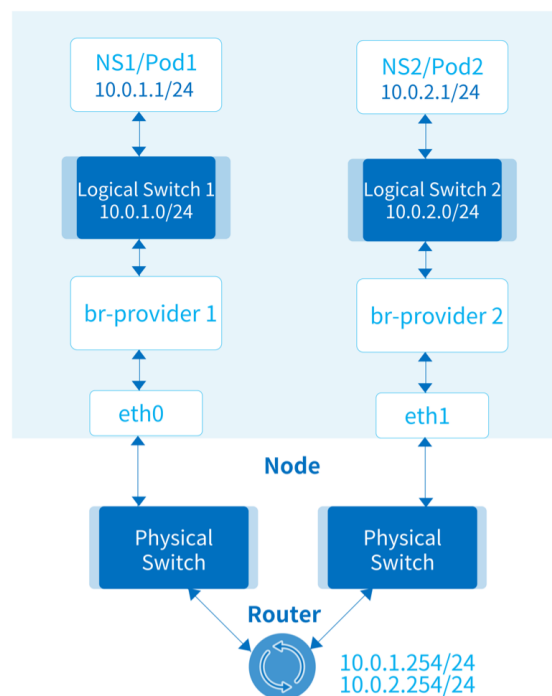 NS1/Pod1
10.0.1.1/24
NS2/Pod2
10.0.2.1/24
Logical Switch 1
10.0.1.0/24
Logical Switch 2
10.0.2.0/24
br-provider 1
br-provider 2
eth0
eth1
Node
Physical
Switch
Physical
Switch
Router
10.0.1.254/24
10.0.2.254/24